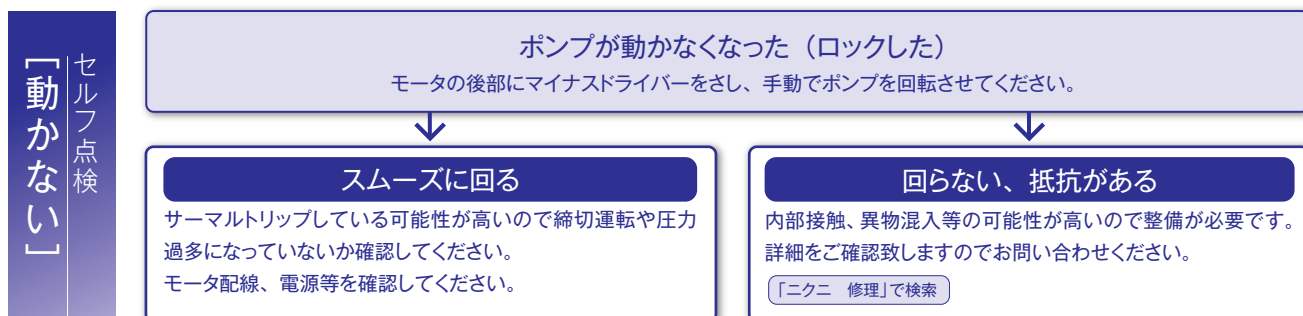 セルフ点検
［動かない］
ポンプが動かなくなった（ロックした）
モータの後部にマイナスドライバーをさし、手動でポンプを回転させてください。
スムーズに回る
サーマルトリップしている可能性が高いので締切運転や圧力
過多になっていないか確認してください。
モータ配線、電源等を確認してください。
回らない、抵抗がある
内部接触、異物混入等の可能性が高いので整備が必要です。
詳細をご確認致しますのでお問い合わせください。
「ニクニ　修理」で検索